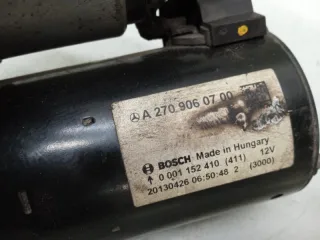 A 270 906 07 00
BOSCH Made in Hungary
0 001 152 410 (411) 12V
20130426 06:50:48 2 (3000)